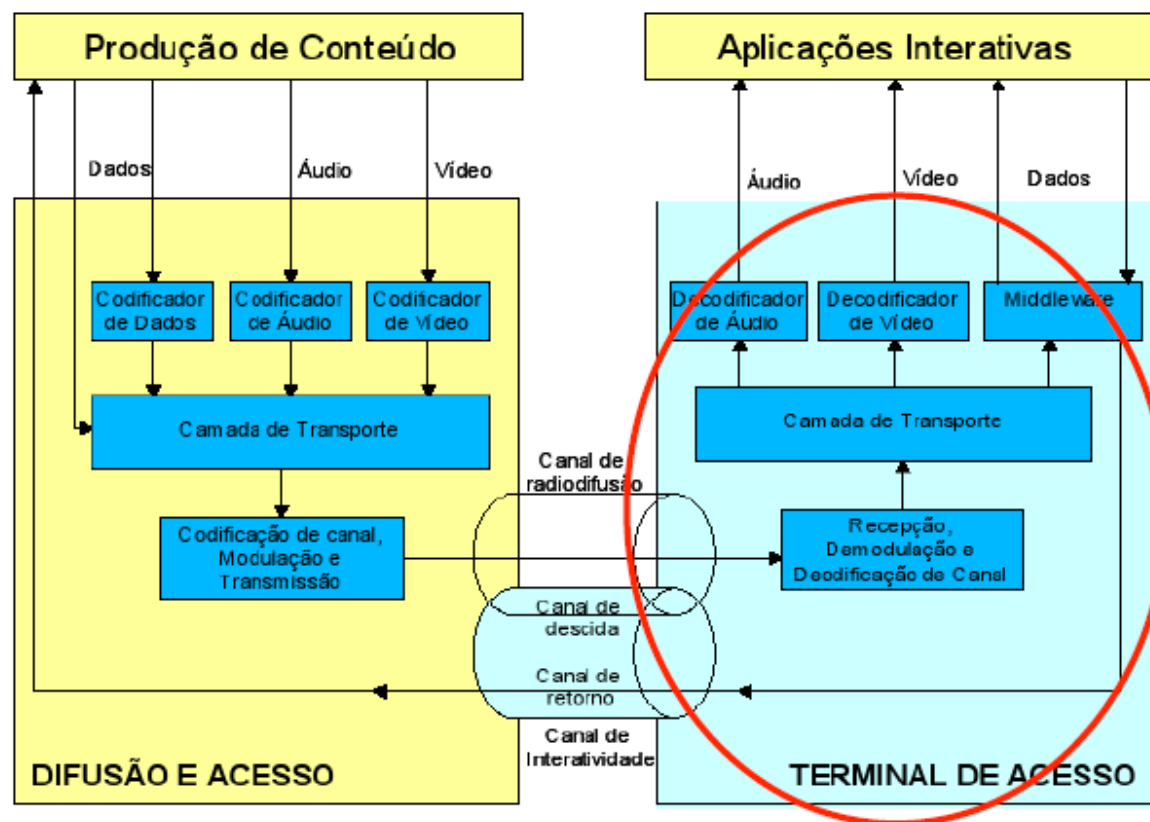 Produção de Conteúdo
Dados
Áudio
Vídeo
Codificador
de Dados
Codificador
de Áudio
Codificador
de Vídeo
Camada de Transporte
Codificação de canal,
Modulação e
Transmissão
DIFUSÃO E ACESSO
Canal de
radiodifusão
Canal de
descida
Canal de
retorno
Canal de
Interatividade
Aplicações Interativas
Áudio
Vídeo
Dados
Decodificador
de Áudio
Decodificador
de Vídeo
Middleware
Camada de Transporte
Recepção,
Demodulação e
Deodificação de Canal
TERMINAL DE ACESSO